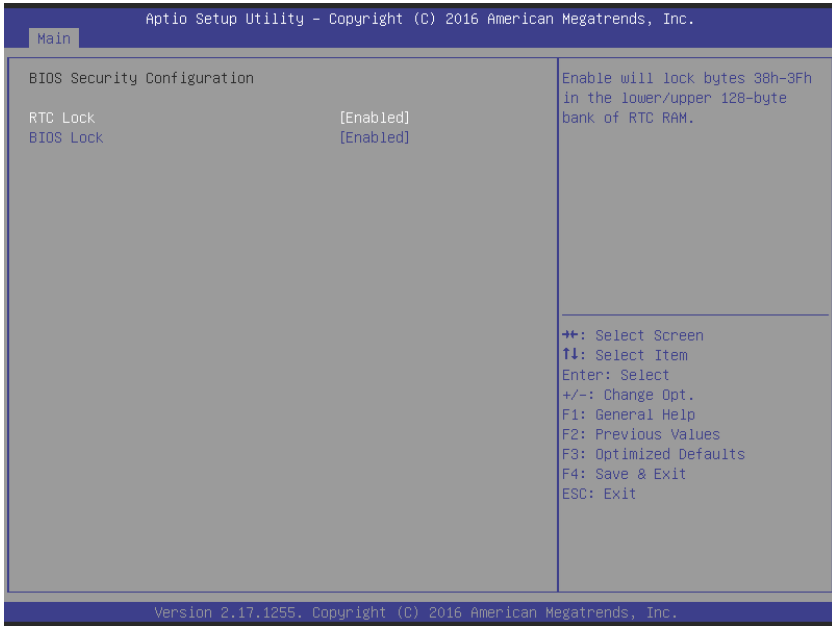 Aptio Setup Utility – Copyright (C) 2016 American Megatrends, Inc.
Main
BIOS Security Configuration
RTC Lock [Enabled]
BIOS Lock [Enabled]
Enable will lock bytes 38h-3Fh
in the lower/upper 128-byte
bank of RTC RAM.
→←: Select Screen
↑↓: Select Item
Enter: Select
+/-: Change Opt.
F1: General Help
F2: Previous Values
F3: Optimized Defaults
F4: Save & Exit
ESC: Exit
Version 2.17.1255. Copyright (C) 2016 American Megatrends, Inc.